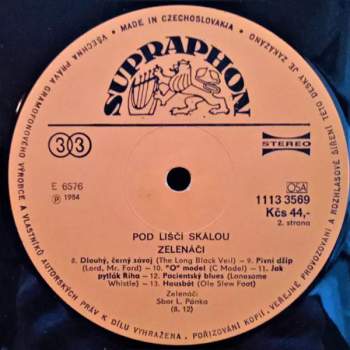 VŠECHNA PRÁVA GRAMOFONOVÉHO VÝROBCE A VLASTNÍKŮ AUTORSKÝCH PRÁV K DÍLU VYHRAŽENA. POŘIZOVÁNÍ KOPIÍ, VEŘEJNÉ PROVOZOVÁNÍ A ROZHLASOVÉ ŠÍŘENÍ TÉTO DESKY JE ZAKÁZÁNO • MADE IN CZECHOSLOVAKIA •
SUPRAPHON
33
STEREO
E 6576
℗ 1984
OSA
1113 3569
Kčs 44,-
2. strana
POD LIŠČÍ SKÁLOU
ZELENÁČI
8. Dlouhý, černý závoj (The Long Black Veil) – 9. Pivní džíp
(Lord, Mr. Ford) – 10. "O" model (C Model) – 11. Jak
pytlák Říha – 12. Pacientský blues (Lonesome
Whistle) – 13. Hausbót (Ole Slew Foot)
Zelenáči
Sbor L. Pánka
(8, 12)